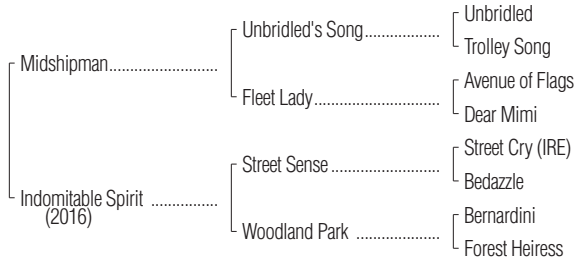 Unbridled
Unbridled's Song
Trolley Song
Midshipman
Avenue of Flags
Fleet Lady
Dear Mimi
Street Cry (IRE)
Street Sense
Bedazzle
Indomitable Spirit
(2016)
Bernardini
Woodland Park
Forest Heiress